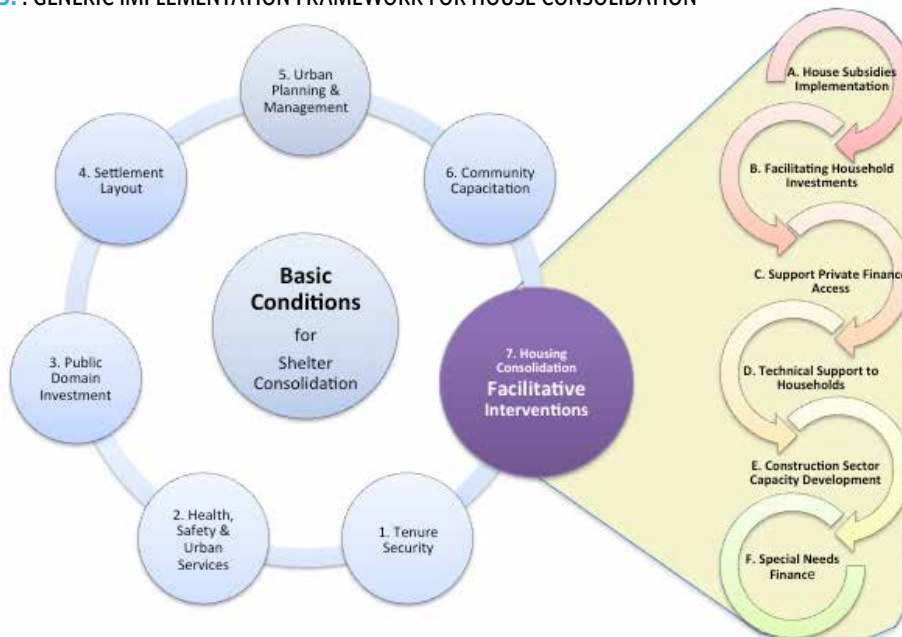 : GENERIC IMPLEMENTATION FRAMEWORK FOR HOUSE CONSOLIDATION
5. Urban
Planning &
Management
4. Settlement
Layout
6. Community
Capacitation
Basic
Conditions
for
Shelter
Consolidation
3. Public
Domain
Investment
7. Housing
Consolidation
Facilitative
Interventions
2. Health,
Safety &
Urban
Services
1. Tenure
Security
A. House Subsidies
Implementation
B. Facilitating Household
Investments
C. Support Private Finance
Access
D. Technical Support to
Households
E. Construction Sector
Capacity Development
F. Special Needs
Finance